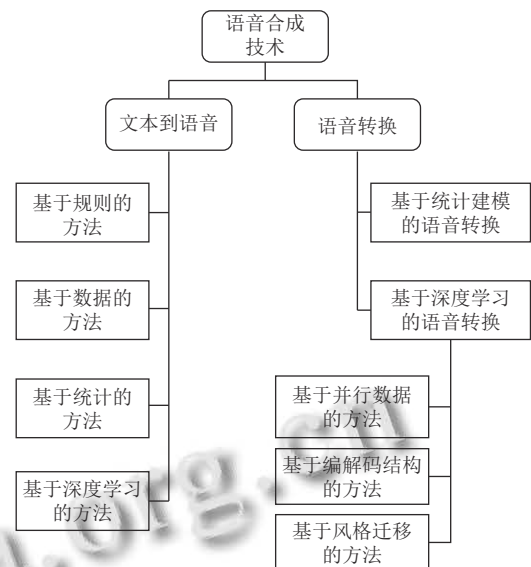 语音合成
技术
文本到语音
语音转换
基于规则的
方法
基于数据的
方法
基于统计的
方法
基于深度学习
的方法
基于统计建模
的语音转换
基于深度学习
的语音转换
基于并行数据
的方法
基于编解码结构
的方法
基于风格迁移
的方法
.org.cn